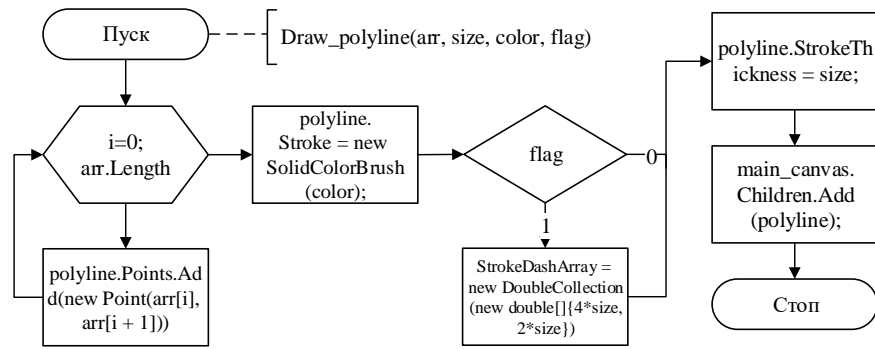 Пуск
Draw_polyline(arr, size, color, flag)
i=0;
arr.Length
polyline.Points.Ad
d(new Point(arr[i],
arr[i + 1]))
polyline.
Stroke = new
SolidColorBrush
(color);
flag
0
1
StrokeDashArray =
new DoubleCollection
(new double[]{4*size,
2*size})
polyline.StrokeTh
ickness = size;
main_canvas.
Children.Add
(polyline);
Стоп